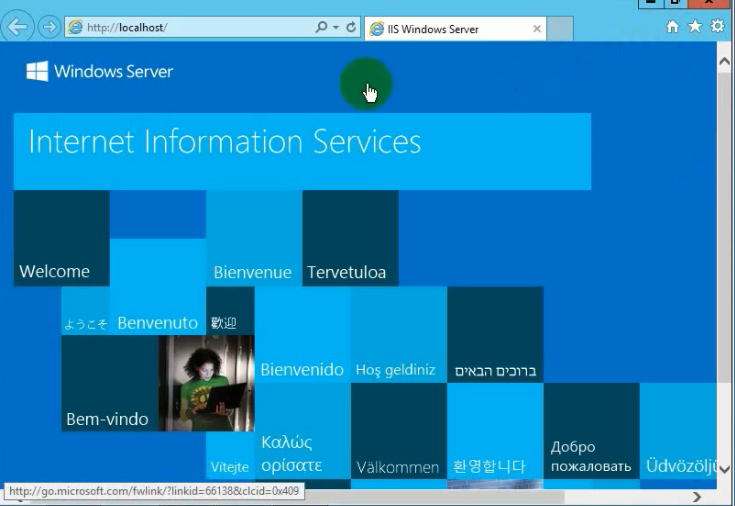 http://localhost/
IIS Windows Server
Windows Server
Internet Information Services
Welcome
Bienvenue
Tervetuloa
ようこそ
Benvenuto
歡迎
Bienvenido
Hoş geldiniz
ברוכים הבאים
Bem-vindo
Vítejte
Καλώς
ορίσατε
Välkommen
환영합니다
Добро
пожаловать
Üdvözöljü
http://go.microsoft.com/fwlink/?linkid=66138&clcid=0x409